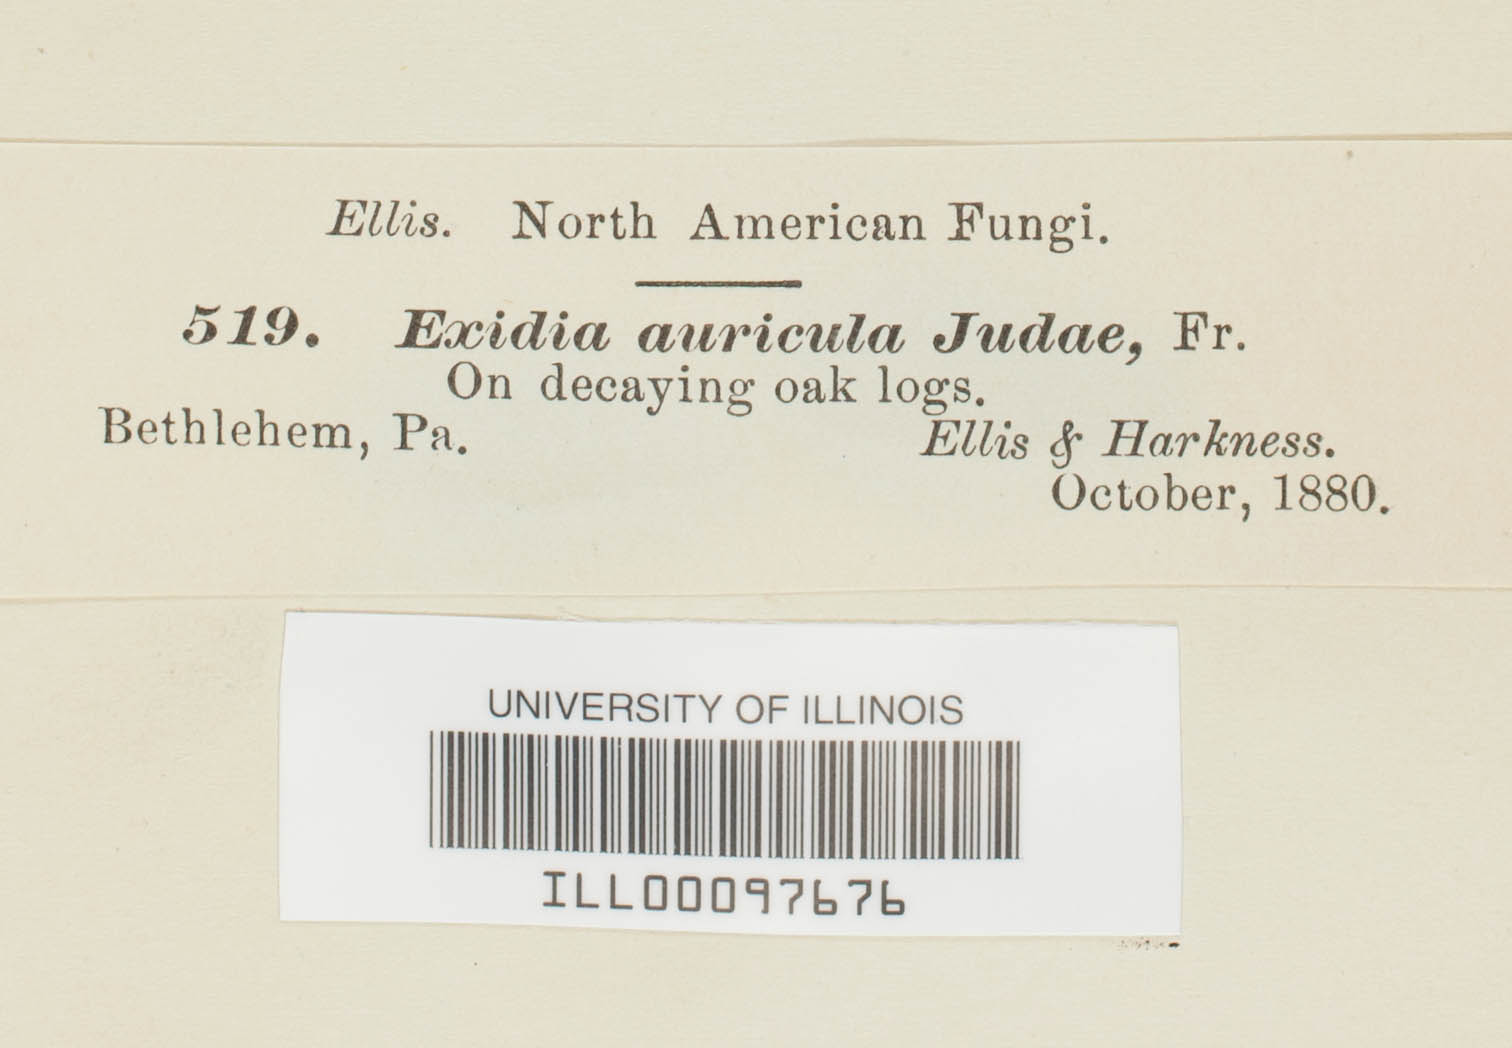 Ellis. North American Fungi.
519. Exidia auricula Judae, Fr.
On decaying oak logs.
Bethlehem, Pa. Ellis & Harkness.
October, 1880.
UNIVERSITY OF ILLINOIS
ILL00097676